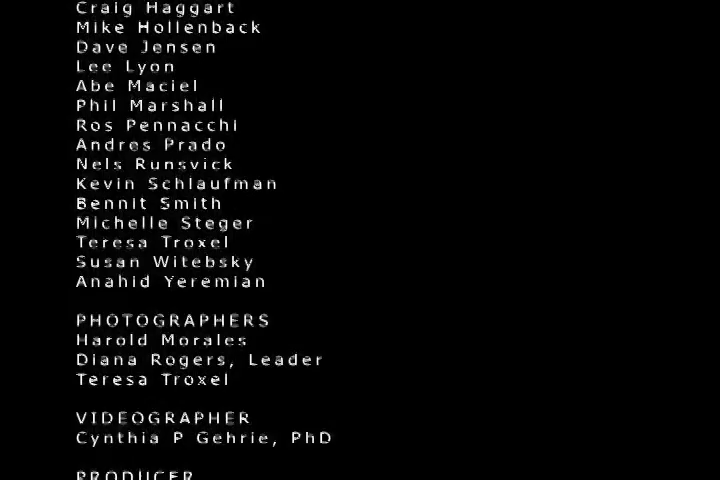 Craig Haggart
Mike Hollenback
Dave Jensen
Lee Lyon
Abe Maciel
Phil Marshall
Ros Pennacchi
Andres Prado
Nels Runsvick
Kevin Schlaufman
Bennit Smith
Michelle Steger
Teresa Troxel
Susan Witebsky
Anahid Yeremian
PHOTOGRAPHERS
Harold Morales
Diana Rogers, Leader
Teresa Troxel
VIDEOGRAPHER
Cynthia P Gehrie, PhD
PRODUCER